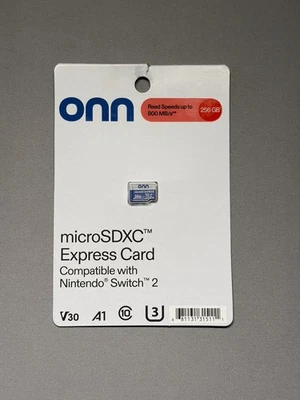 onn
Read Speeds up to
800 MB/s**
256 GB*
onn
microSDXC™
Express Card
Compatible with
Nintendo® Switch™ 2
V30 A1 10 3